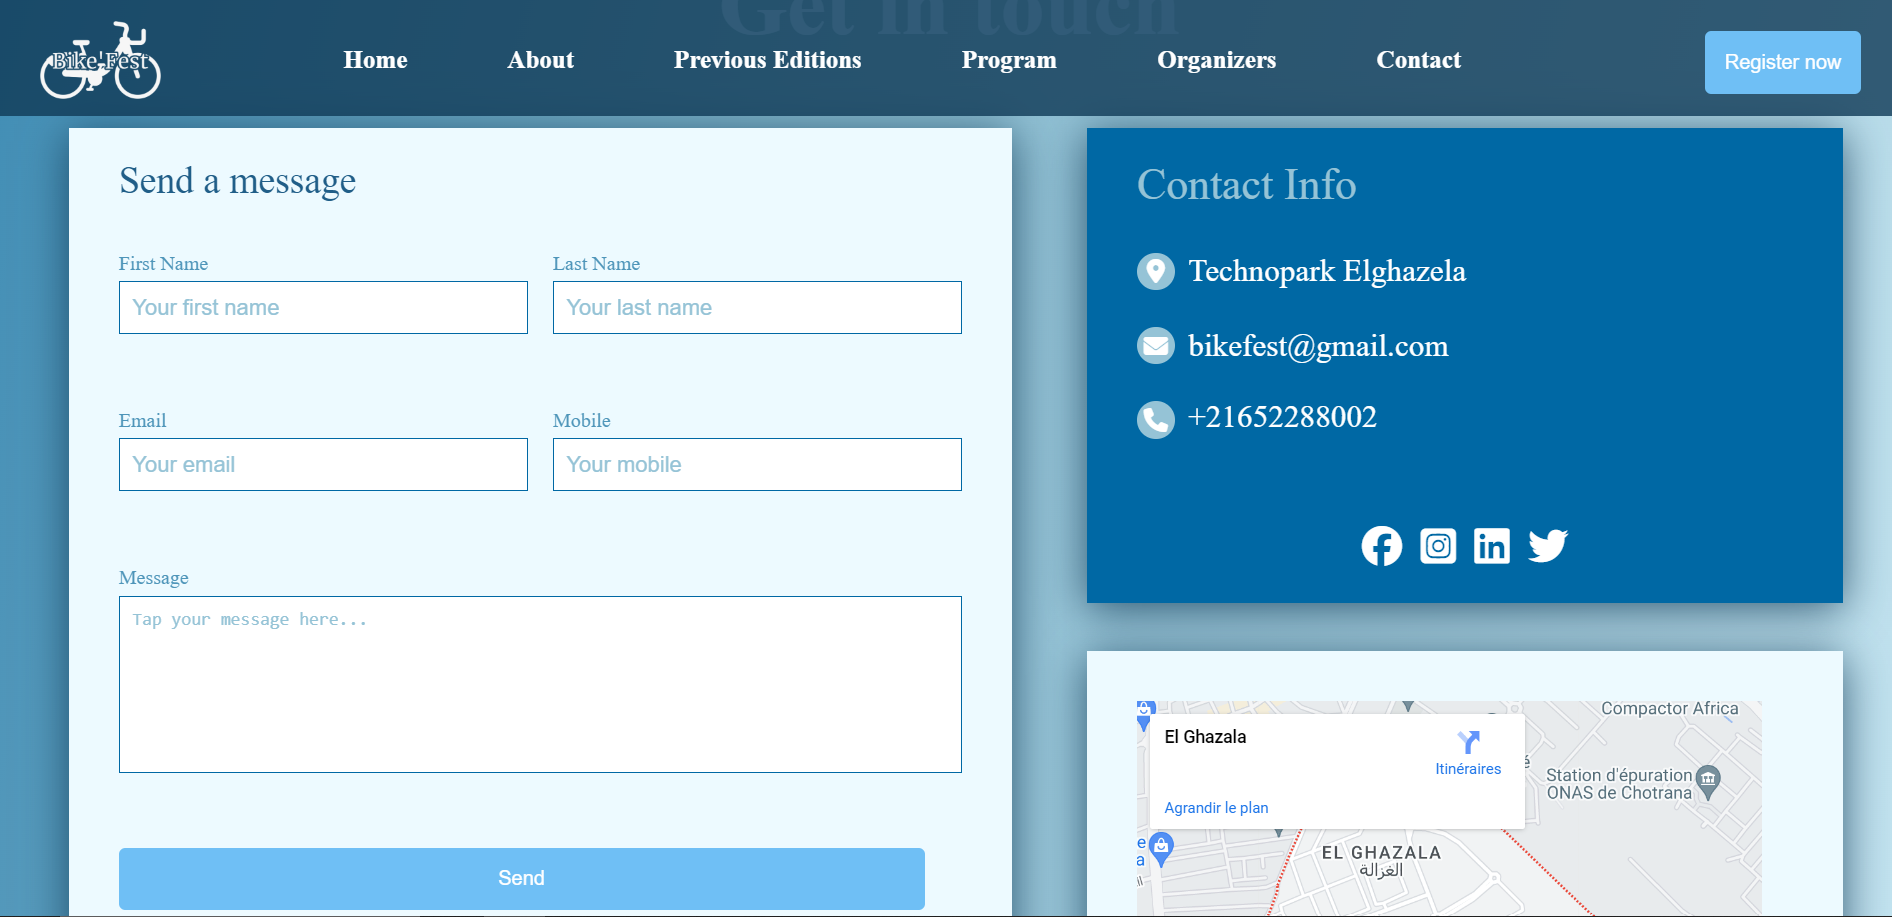 Get in touch
Bike Fest
Home
About
Previous Editions
Program
Organizers
Contact
Register now
Send a message
First Name
Last Name
Your first name
Your last name
Email
Mobile
Your email
Your mobile
Message
Tap your message here...
Send
Contact Info
Technopark Elghazela
bikefest@gmail.com
+21652288002
Compactor Africa
El Ghazala
Itinéraires
Agrandir le plan
Station d'épuration
ONAS de Chotrana
EL GHAZALA
الغزالة